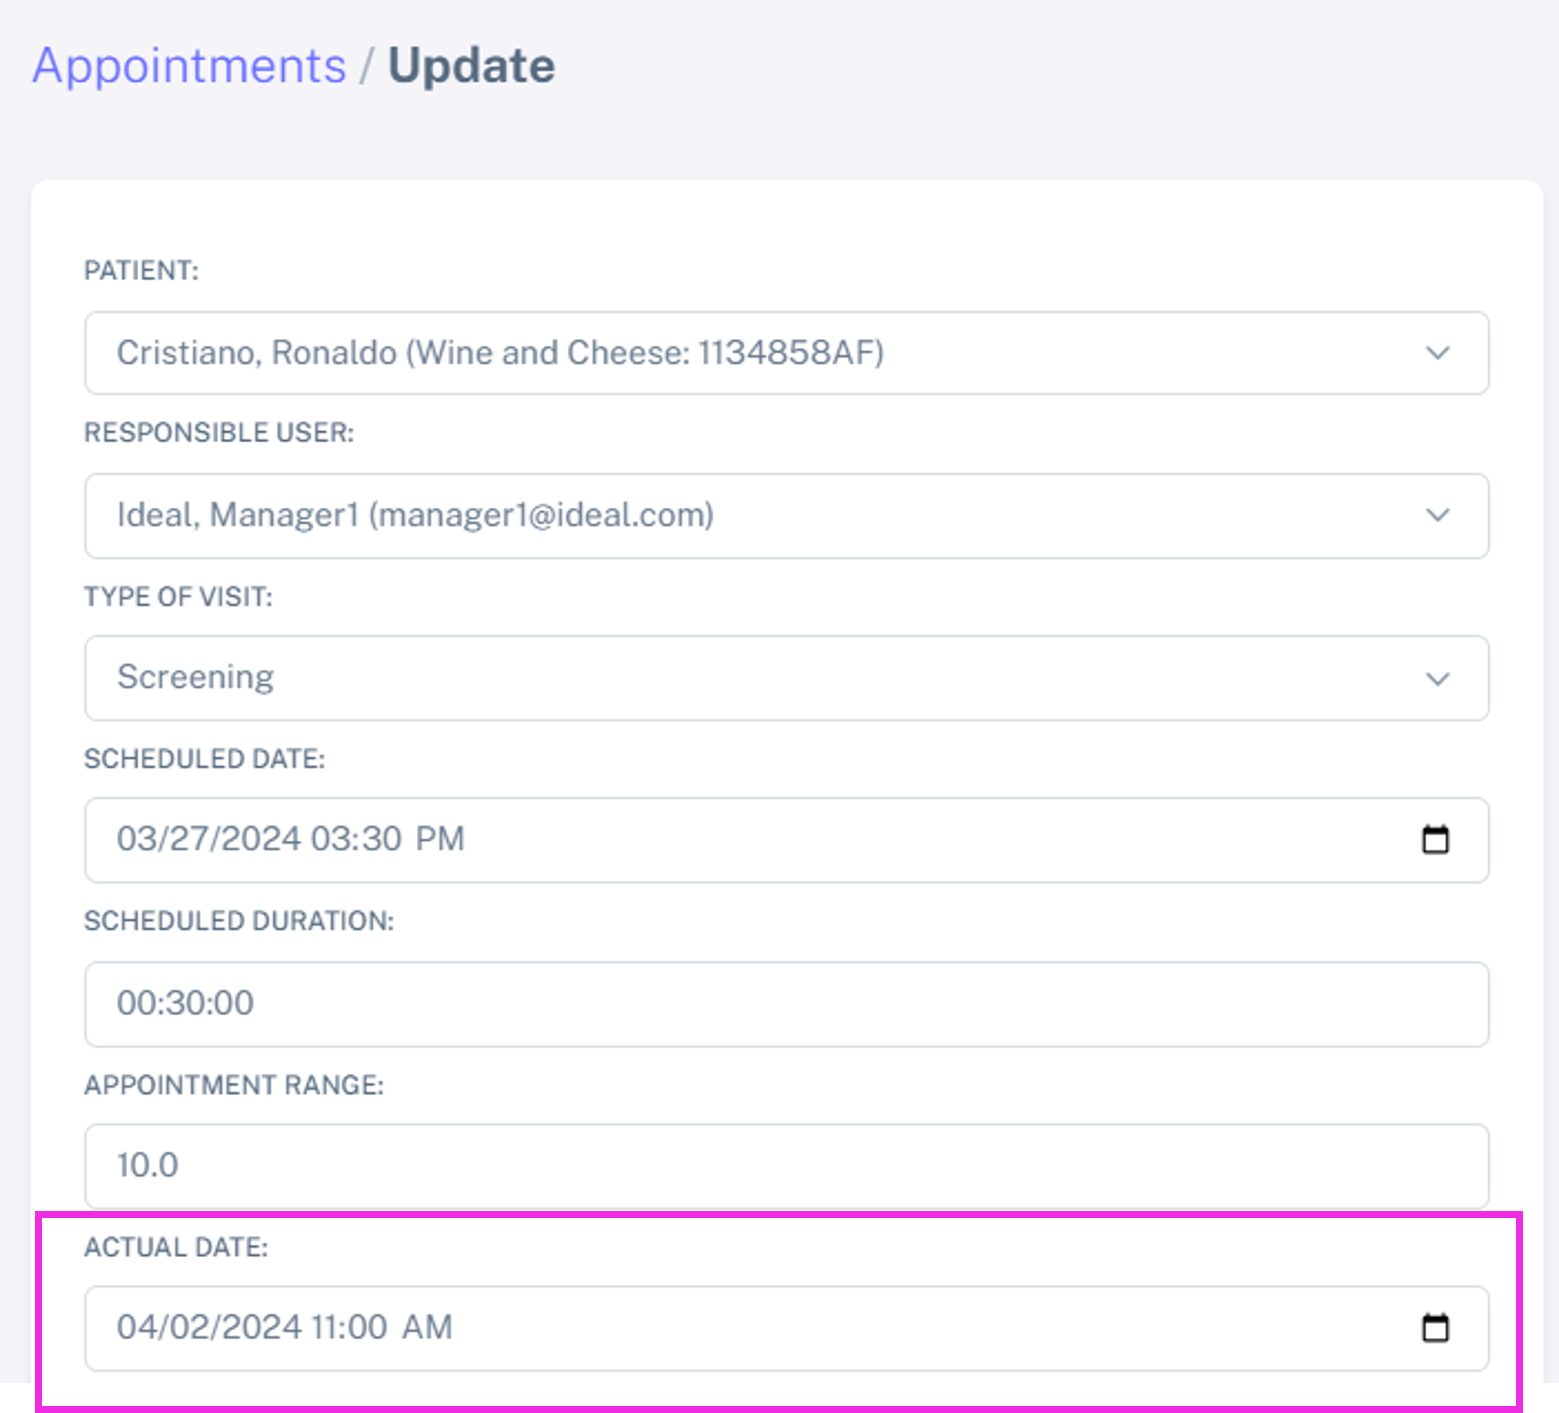 Appointments / Update
PATIENT:
Cristiano, Ronaldo (Wine and Cheese: 1134858AF)
RESPONSIBLE USER:
Ideal, Manager1 (manager1@ideal.com)
TYPE OF VISIT:
Screening
SCHEDULED DATE:
03/27/2024 03:30 PM
SCHEDULED DURATION:
00:30:00
APPOINTMENT RANGE:
10.0
ACTUAL DATE:
04/02/2024 11:00 AM